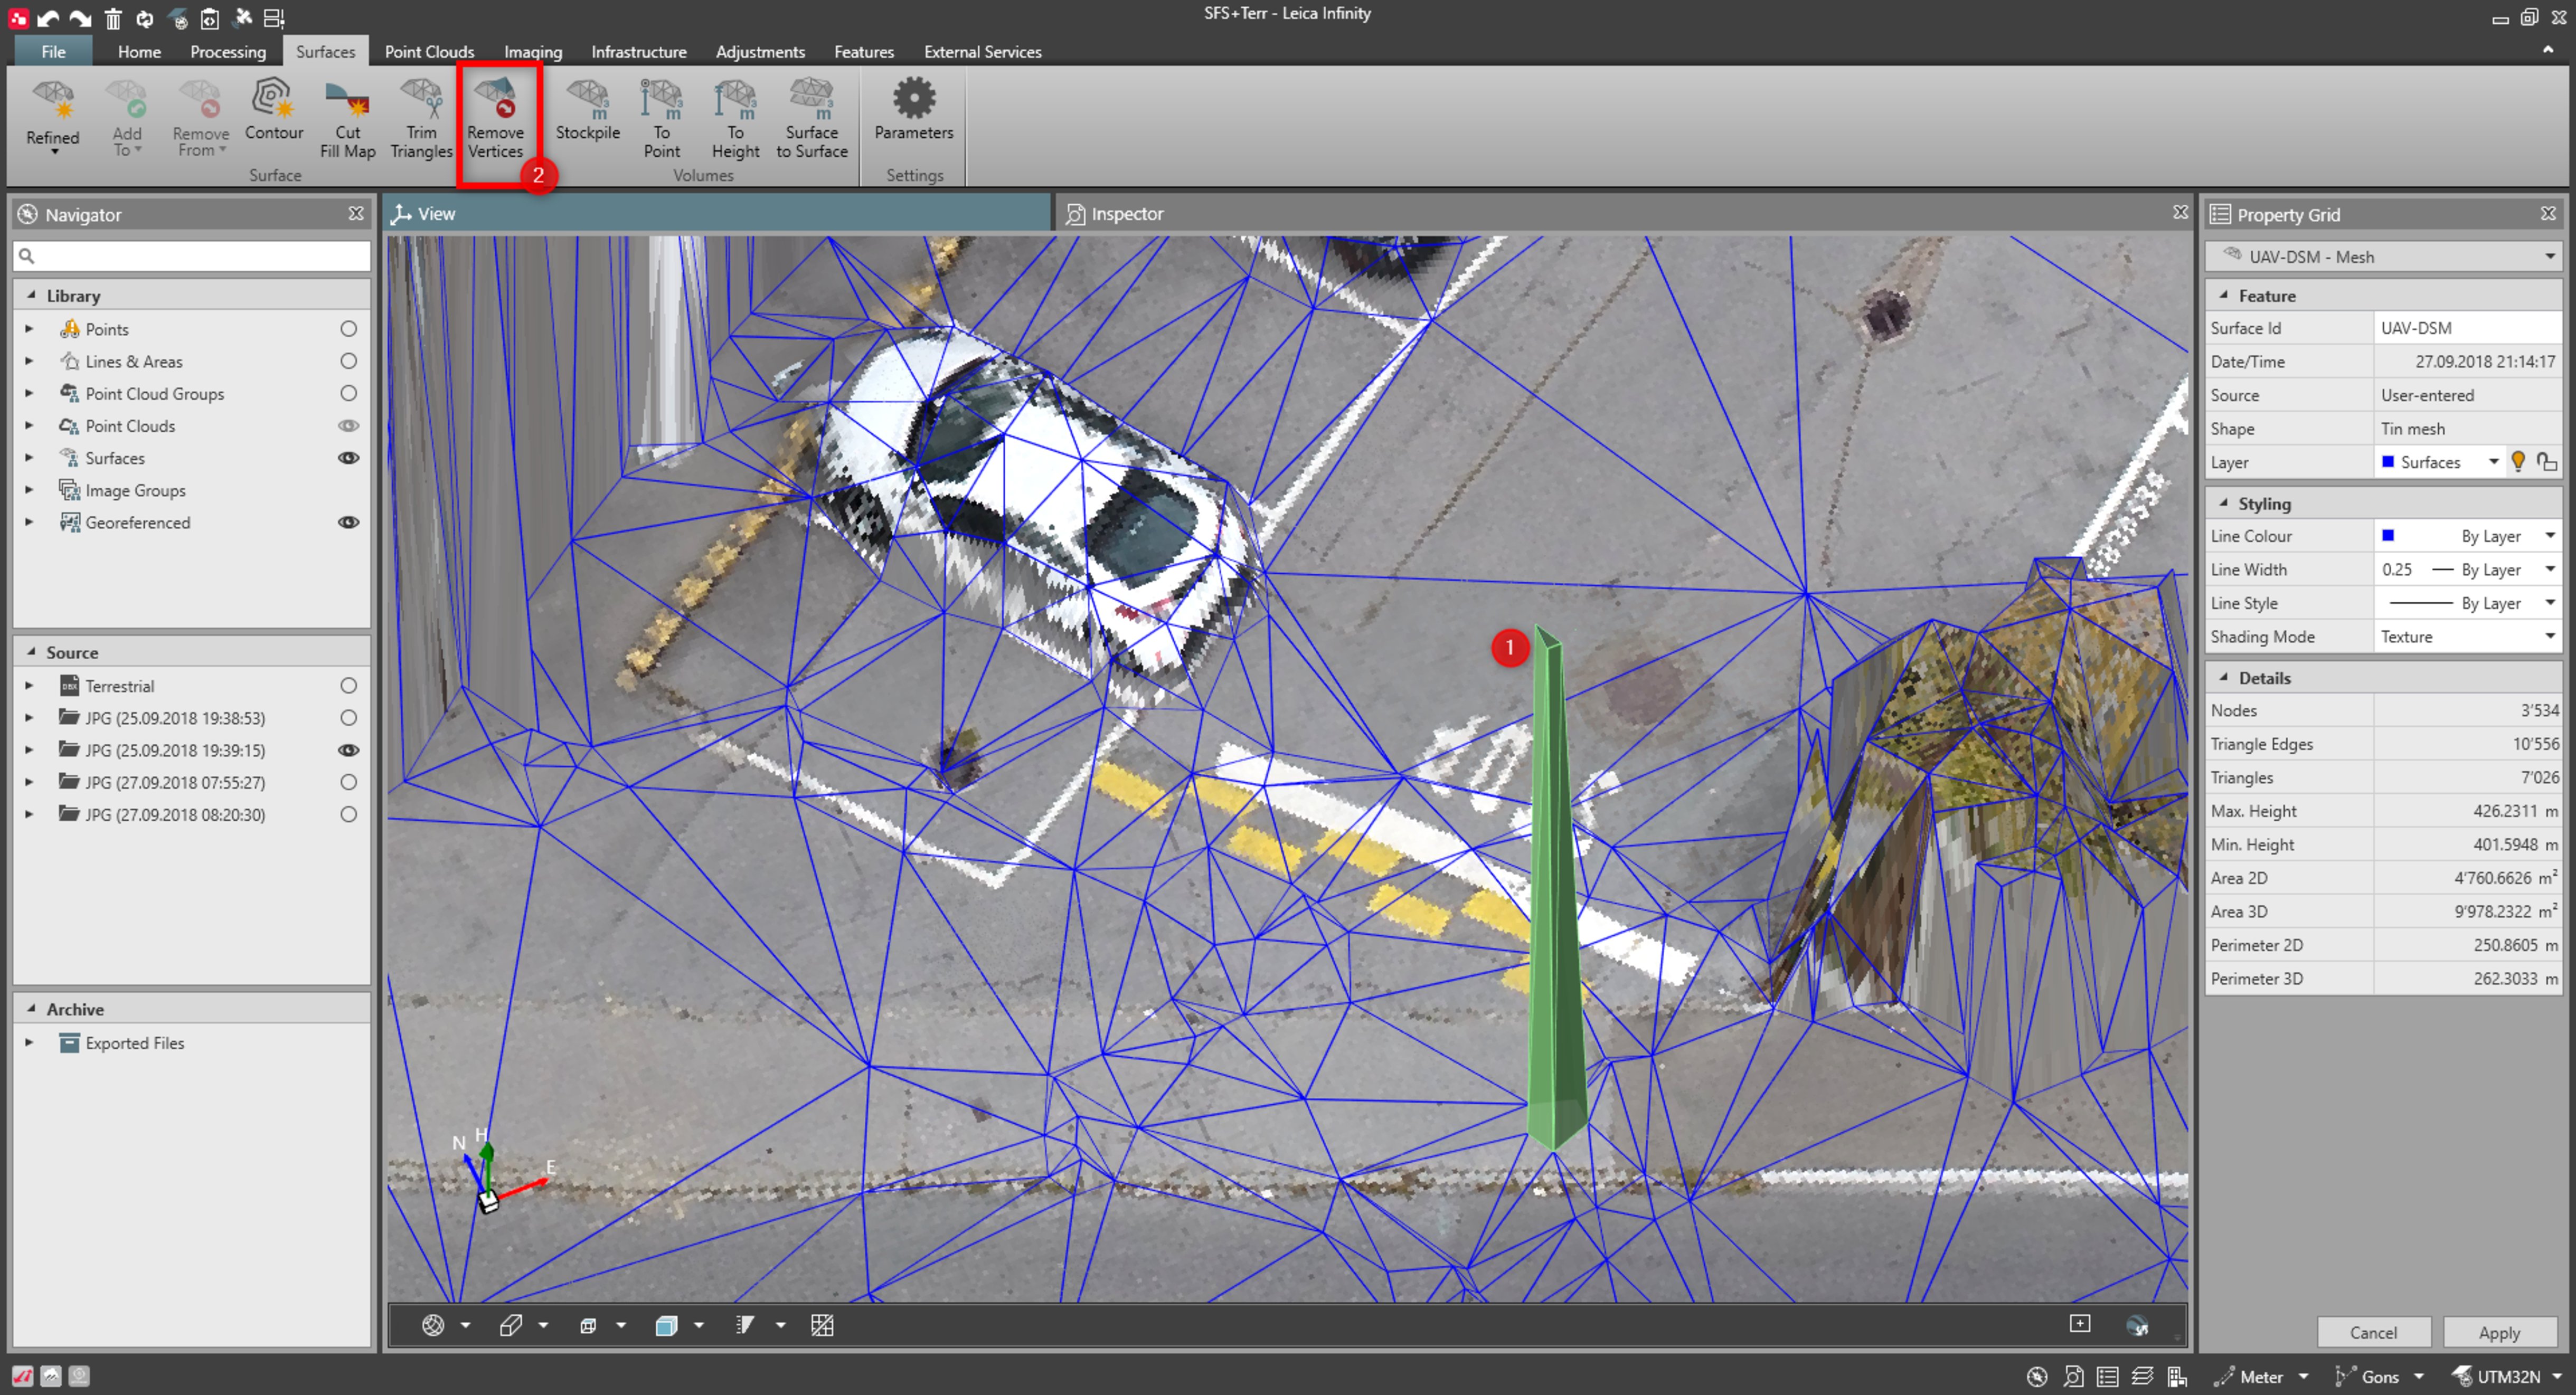 SFS+Terr - Leica Infinity
File Home Processing Surfaces Point Clouds Imaging Infrastructure Adjustments Features External Services
Refined
Add To
Remove From
Contour
Cut Fill Map
Trim Triangles
Remove Vertices
2
Stockpile
To Point
To Height
Surface to Surface
Parameters
Surface Volumes Settings
Navigator
Library
Points
Lines & Areas
Point Cloud Groups
Point Clouds
Surfaces
Image Groups
Georeferenced
Source
Terrestrial
JPG (25.09.2018 19:38:53)
JPG (25.09.2018 19:39:15)
JPG (27.09.2018 07:55:27)
JPG (27.09.2018 08:20:30)
Archive
Exported Files
View
Inspector
1
N H E
Property Grid
UAV-DSM - Mesh
Feature
Surface Id UAV-DSM
Date/Time 27.09.2018 21:14:17
Source User-entered
Shape Tin mesh
Layer Surfaces
Styling
Line Colour By Layer
Line Width 0.25 By Layer
Line Style By Layer
Shading Mode Texture
Details
Nodes 3'534
Triangle Edges 10'556
Triangles 7'026
Max. Height 426.2311 m
Min. Height 401.5948 m
Area 2D 4'760.6626 m²
Area 3D 9'978.2322 m²
Perimeter 2D 250.8605 m
Perimeter 3D 262.3033 m
Cancel Apply
Meter Gons UTM32N